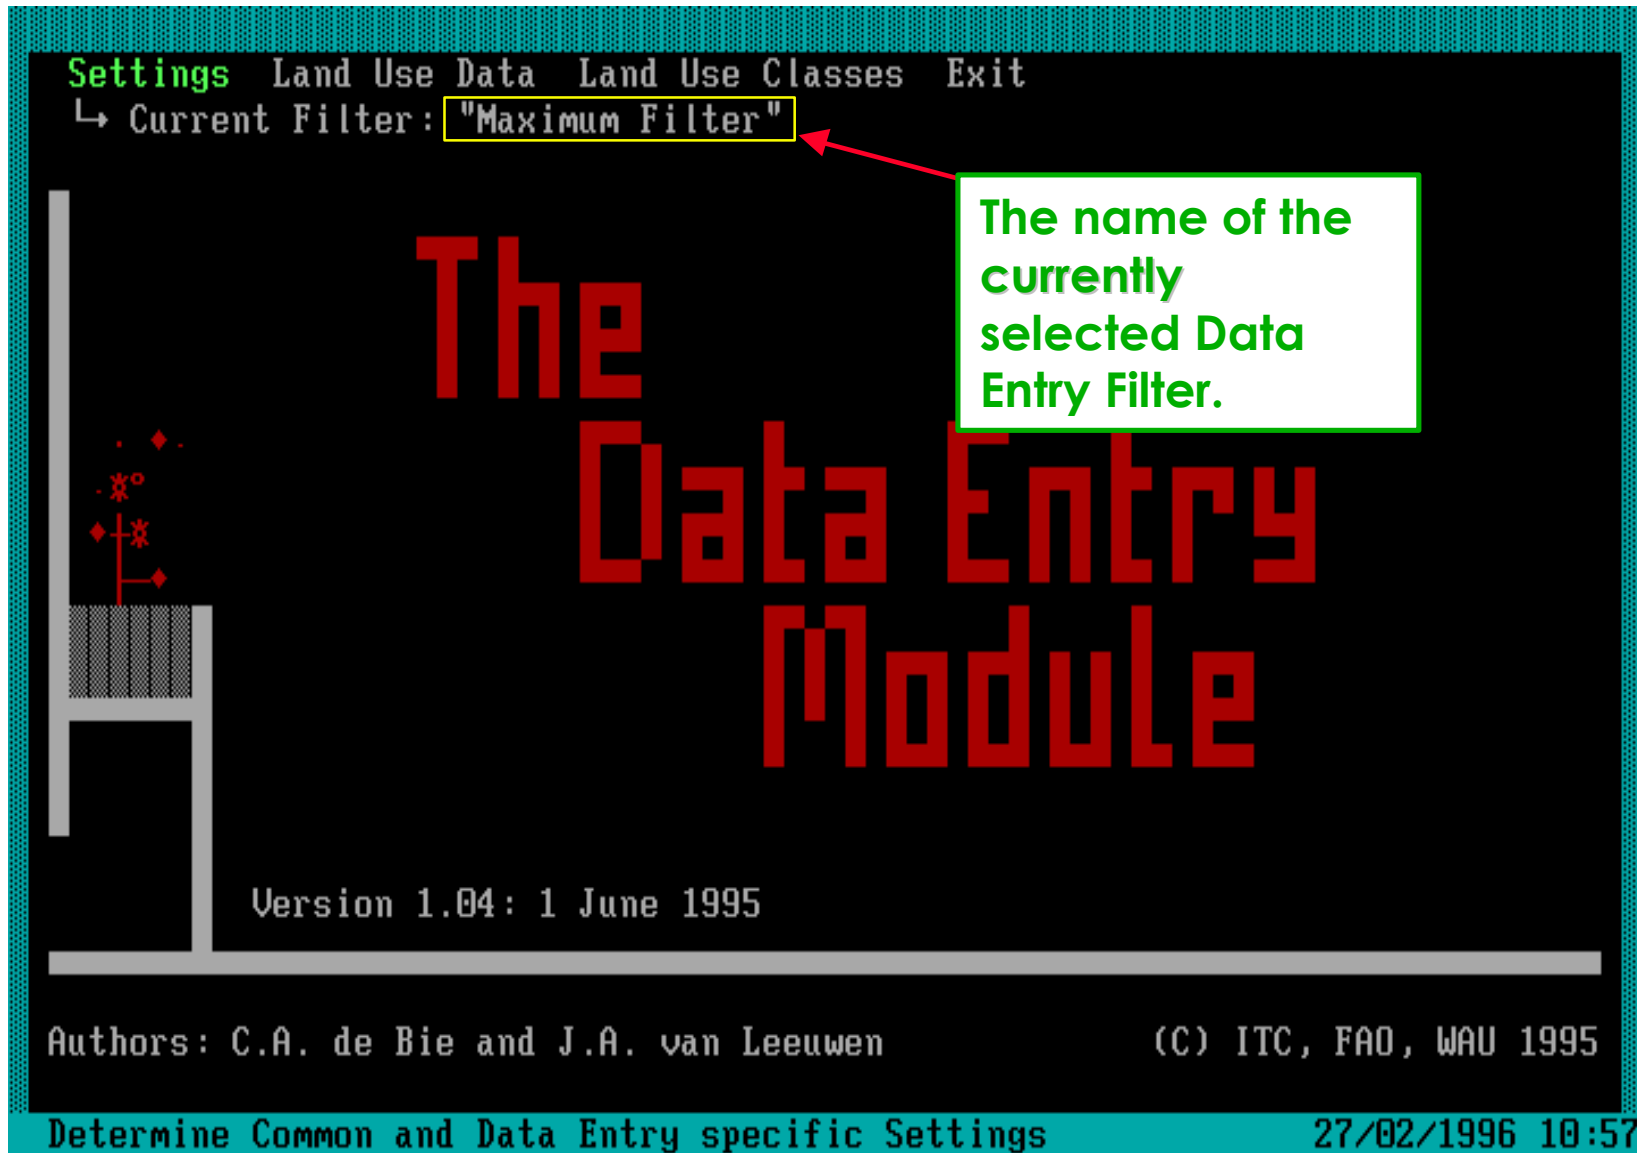 Settings Land Use Data Land Use Classes Exit
↳ Current Filter: "Maximum Filter"
The name of the
currently
selected Data
Entry Filter.
The
Data Entry
Module
Version 1.04: 1 June 1995
Authors: C.A. de Bie and J.A. van Leeuwen (C) ITC, FAO, WAU 1995
Determine Common and Data Entry specific Settings 27/02/1996 10:57